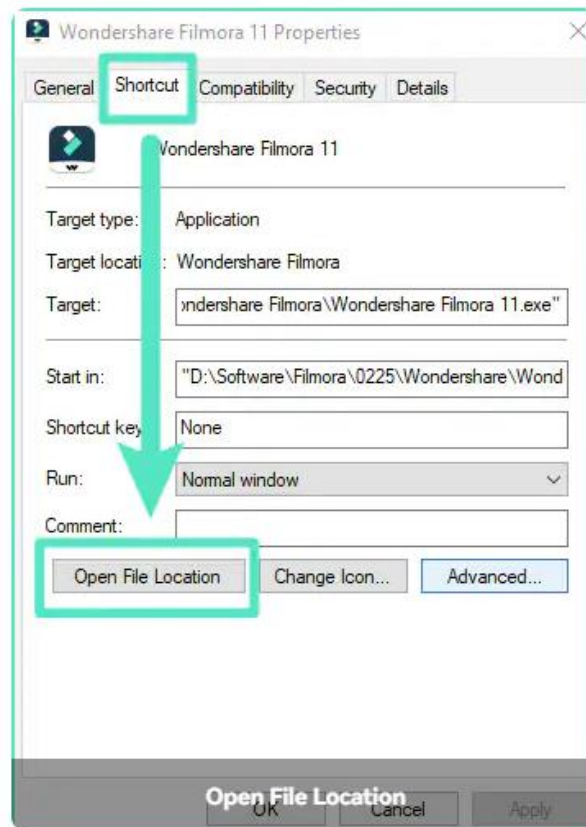 Wondershare Filmora 11 Properties
General Shortcut Compatibility Security Details
Wondershare Filmora 11
Target type: Application
Target locati : Wondershare Filmora
Target: ondershare Filmora\Wondershare Filmora 11.exe"
Start in: "D:\Software\Filmora\0225\Wondershare\Wond
Shortcut key None
Run: Normal window
Comment:
Open File Location Change Icon... Advanced...
Open File Location
OK Cancel Apply